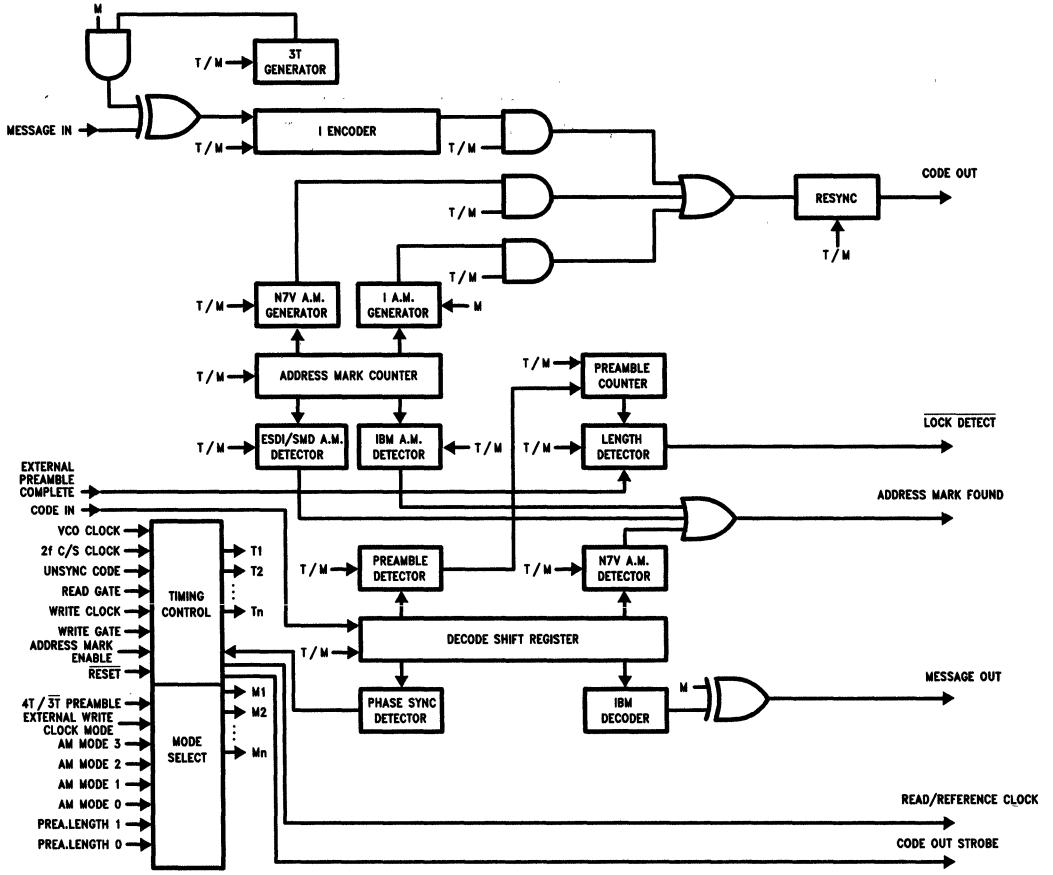 M
3T
GENERATOR
T/M
MESSAGE IN
I ENCODER
T/M
T/M
CODE OUT
RESYNC
T/M
T/M
T/M
N7V A.M.
GENERATOR
T/M
I A.M.
GENERATOR
M
ADDRESS MARK COUNTER
T/M
T/M
PREAMBLE
COUNTER
ESDI/SMD A.M.
DETECTOR
T/M
IBM A.M.
DETECTOR
T/M
T/M
LENGTH
DETECTOR
LOCK DETECT
EXTERNAL
PREAMBLE
COMPLETE
ADDRESS MARK FOUND
CODE IN
VCO CLOCK
2f C/S CLOCK
UNSYNC CODE
READ GATE
WRITE CLOCK
WRITE GATE
ADDRESS MARK
ENABLE
RESET
TIMING
CONTROL
T1
T2
Tn
T/M
PREAMBLE
DETECTOR
T/M
N7V A.M.
DETECTOR
DECODE SHIFT REGISTER
T/M
PHASE SYNC
DETECTOR
IBM
DECODER
M
MESSAGE OUT
4T/3T PREAMBLE
EXTERNAL WRITE
CLOCK MODE
AM MODE 3
AM MODE 2
AM MODE 1
AM MODE 0
PREA.LENGTH 1
PREA.LENGTH 0
MODE
SELECT
M1
M2
Mn
READ/REFERENCE CLOCK
CODE OUT STROBE